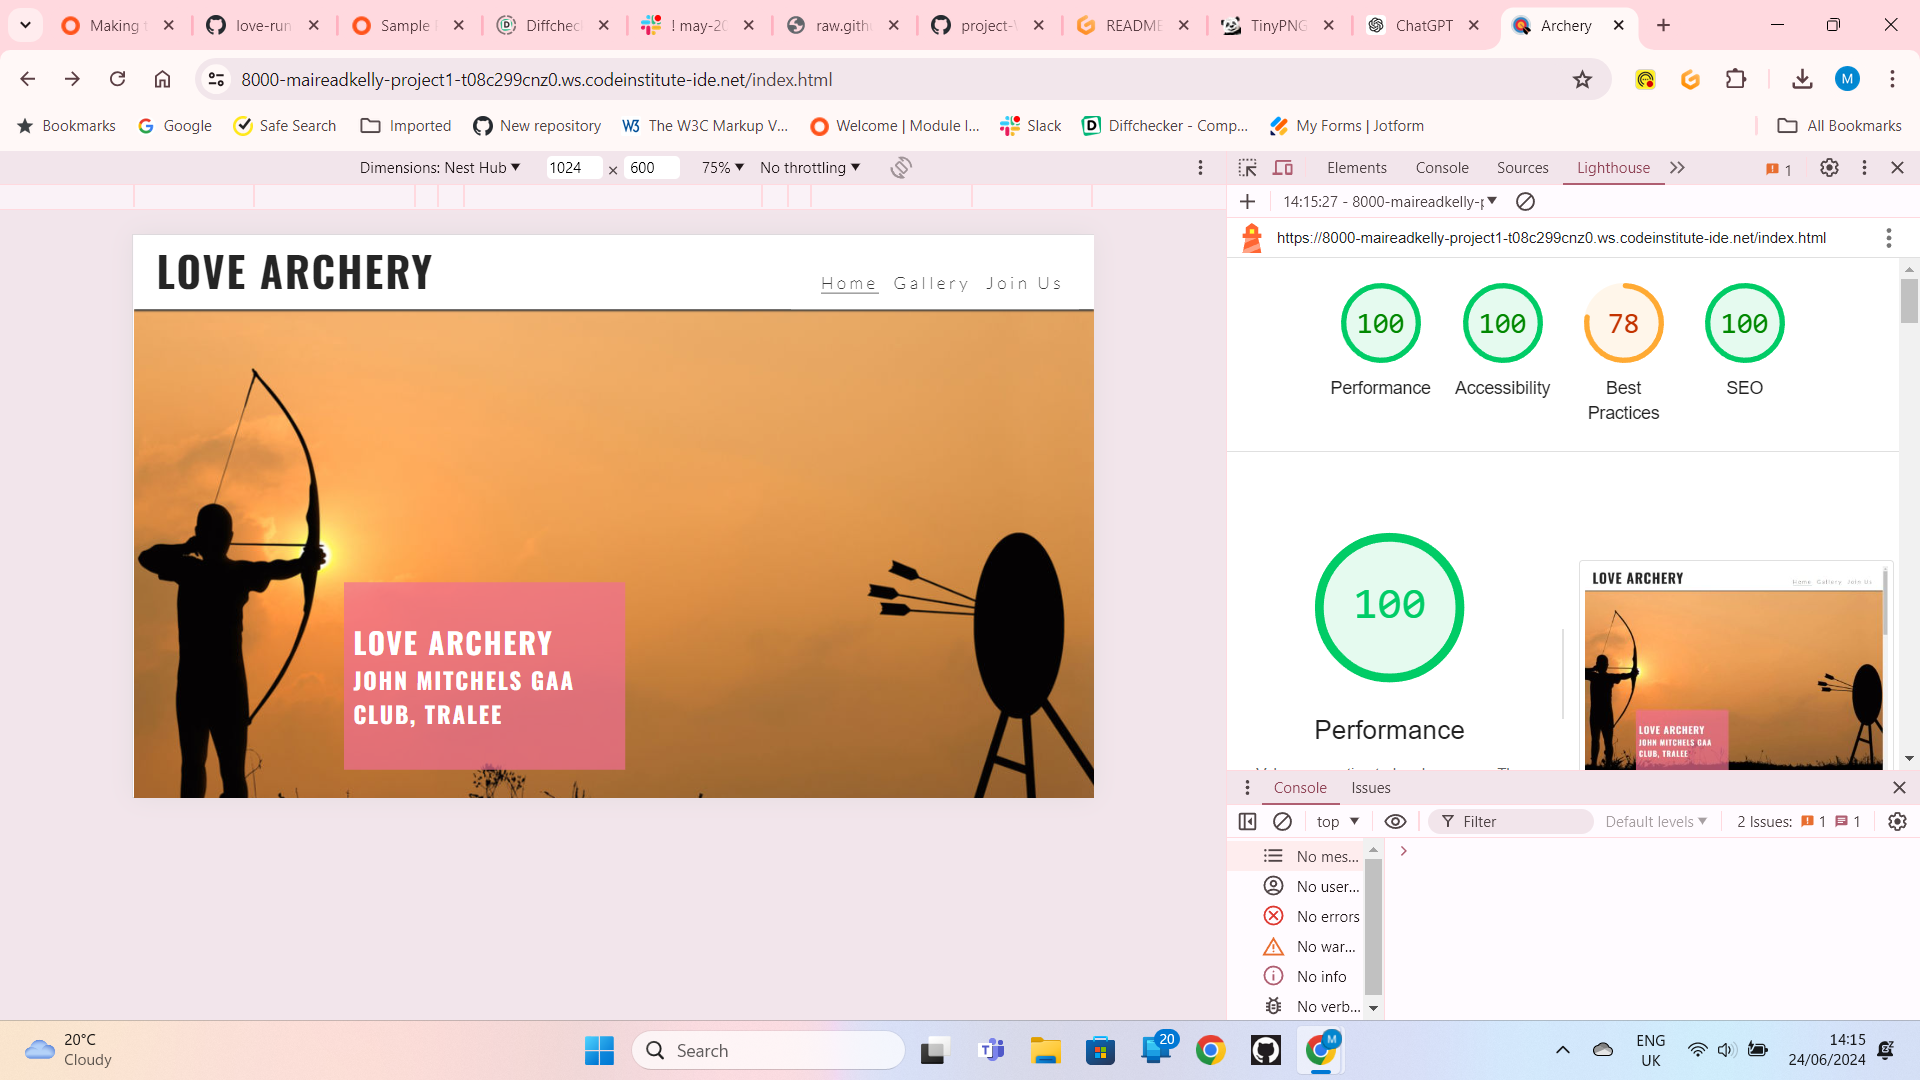 Making t
love-run
Sample
Diffchec
! may-20
raw.gith
project-
README
TinyPNG
ChatGPT
Archery
8000-maireadkelly-project1-t08c299cnz0.ws.codeinstitute-ide.net/index.html
M
Bookmarks
Google
Safe Search
Imported
New repository
The W3C Markup V...
Welcome | Module I...
Slack
Diffchecker - Comp...
My Forms | Jotform
All Bookmarks
Dimensions: Nest Hub
1024 × 600
75%
No throttling
Elements
Console
Sources
Lighthouse
1
14:15:27 - 8000-maireadkelly-p
https://8000-maireadkelly-project1-t08c299cnz0.ws.codeinstitute-ide.net/index.html
LOVE ARCHERY
Home
Gallery
Join Us
LOVE ARCHERY
JOHN MITCHELS GAA
CLUB, TRALEE
100
100
78
100
Performance
Accessibility
Best
Practices
SEO
100
Performance
LOVE ARCHERY
Home
Gallery
Join Us
LOVE ARCHERY
JOHN MITCHELS GAA
CLUB, TRALEE
Console
Issues
top
Filter
Default levels
2 Issues:
1
1
No mes...
No user...
No errors
No war...
No info
No verb...
20°C
Cloudy
Search
20
M
ENG
UK
14:15
24/06/2024